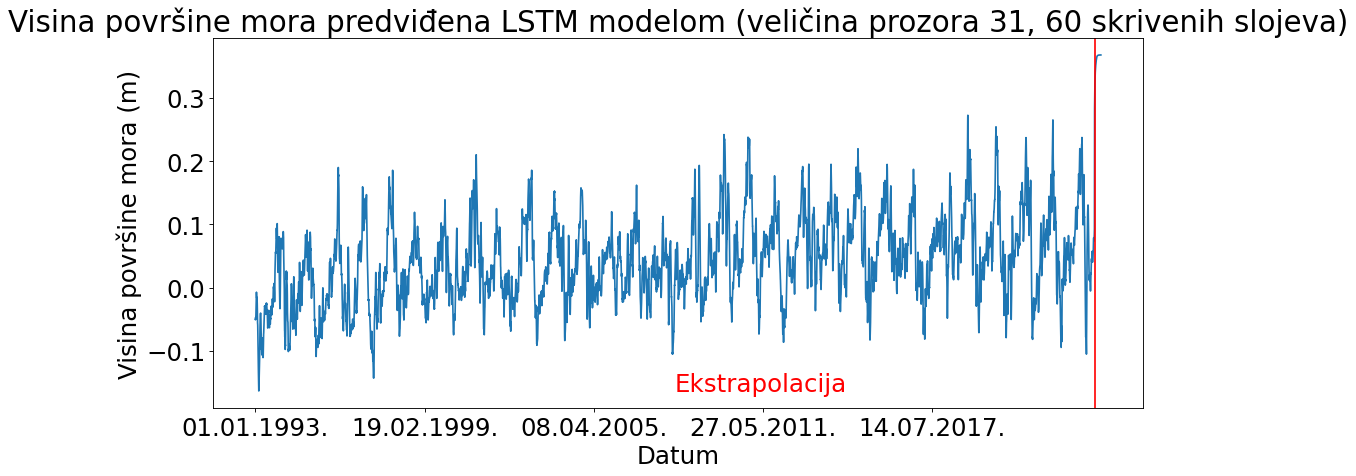 Visina površine mora predviđena LSTM modelom (veličina prozora 31, 60 skrivenih slojeva)
Visina površine mora (m)
0.3
0.2
0.1
0.0
−0.1
Ekstrapolacija
01.01.1993. 19.02.1999. 08.04.2005. 27.05.2011. 14.07.2017.
Datum